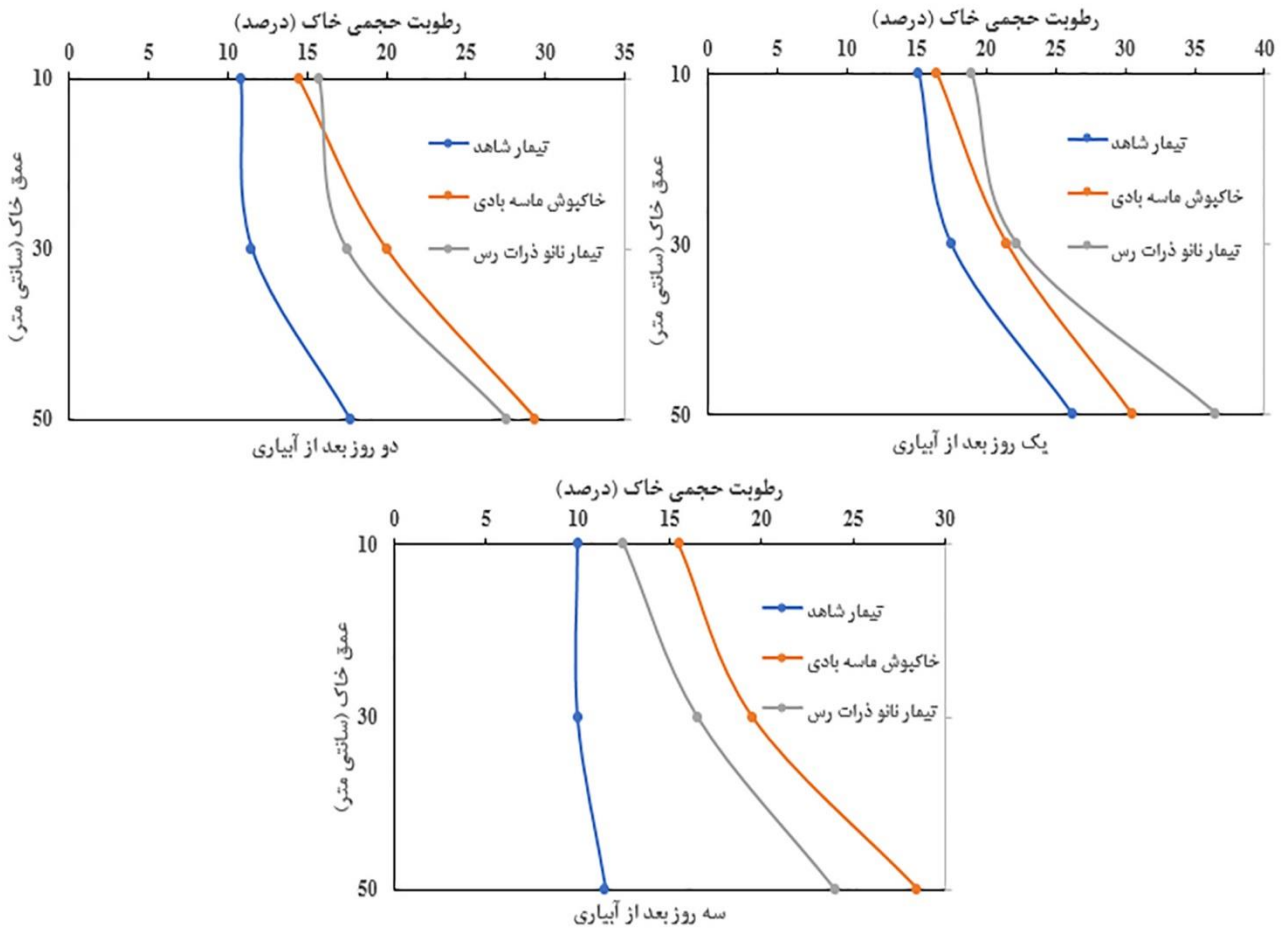 رطوبت حجمی خاک (درصد)
0 5 10 15 20 25 30 35
10
30
50
عمق خاک (سانتی متر)
تیمار شاهد
خاکپوش ماسه بادی
تیمار نانو ذرات رس
دو روز بعد از آبیاری
رطوبت حجمی خاک (درصد)
0 5 10 15 20 25 30 35 40
10
30
50
عمق خاک (سانتی متر)
تیمار شاهد
خاکپوش ماسه بادی
تیمار نانو ذرات رس
یک روز بعد از آبیاری
رطوبت حجمی خاک (درصد)
0 5 10 15 20 25 30
10
30
50
عمق خاک (سانتی متر)
تیمار شاهد
خاکپوش ماسه بادی
تیمار نانو ذرات رس
سه روز بعد از آبیاری